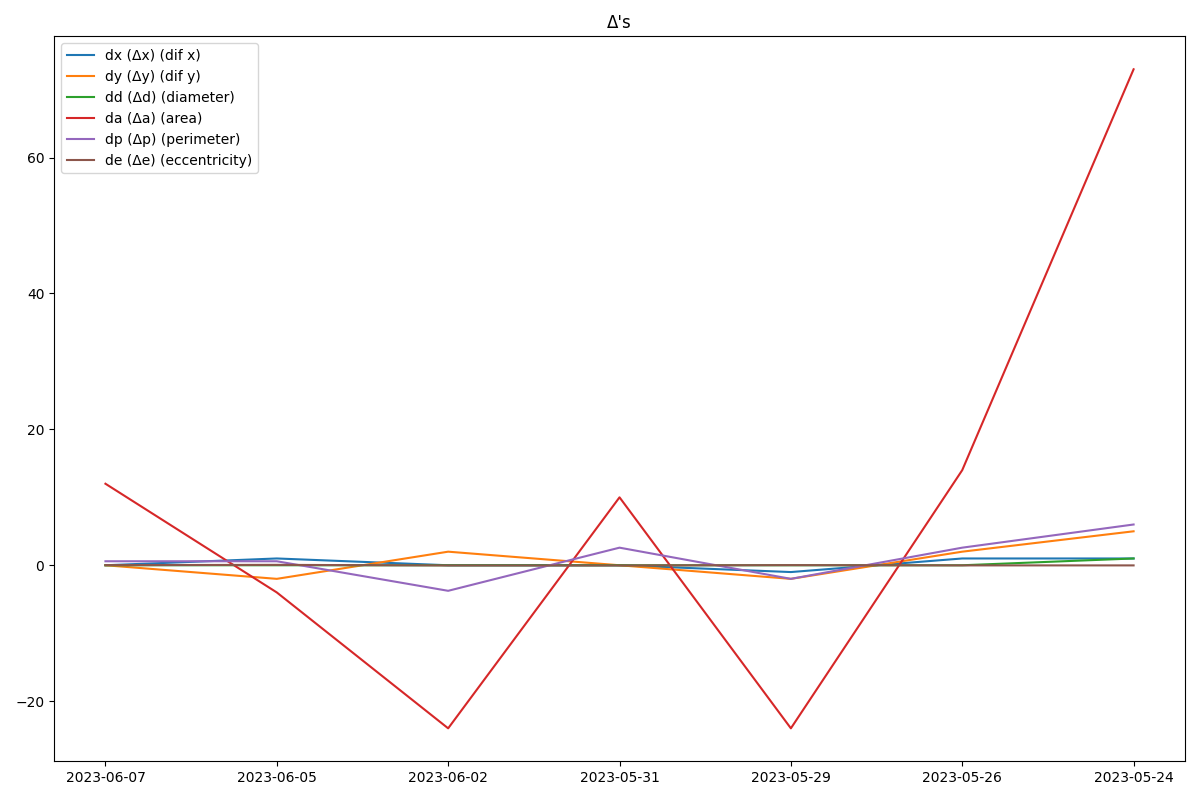 Δ's
dx (Δx) (dif x)
dy (Δy) (dif y)
dd (Δd) (diameter)
da (Δa) (area)
dp (Δp) (perimeter)
de (Δe) (eccentricity)
60
40
20
0
−20
2023-06-07 2023-06-05 2023-06-02 2023-05-31 2023-05-29 2023-05-26 2023-05-24